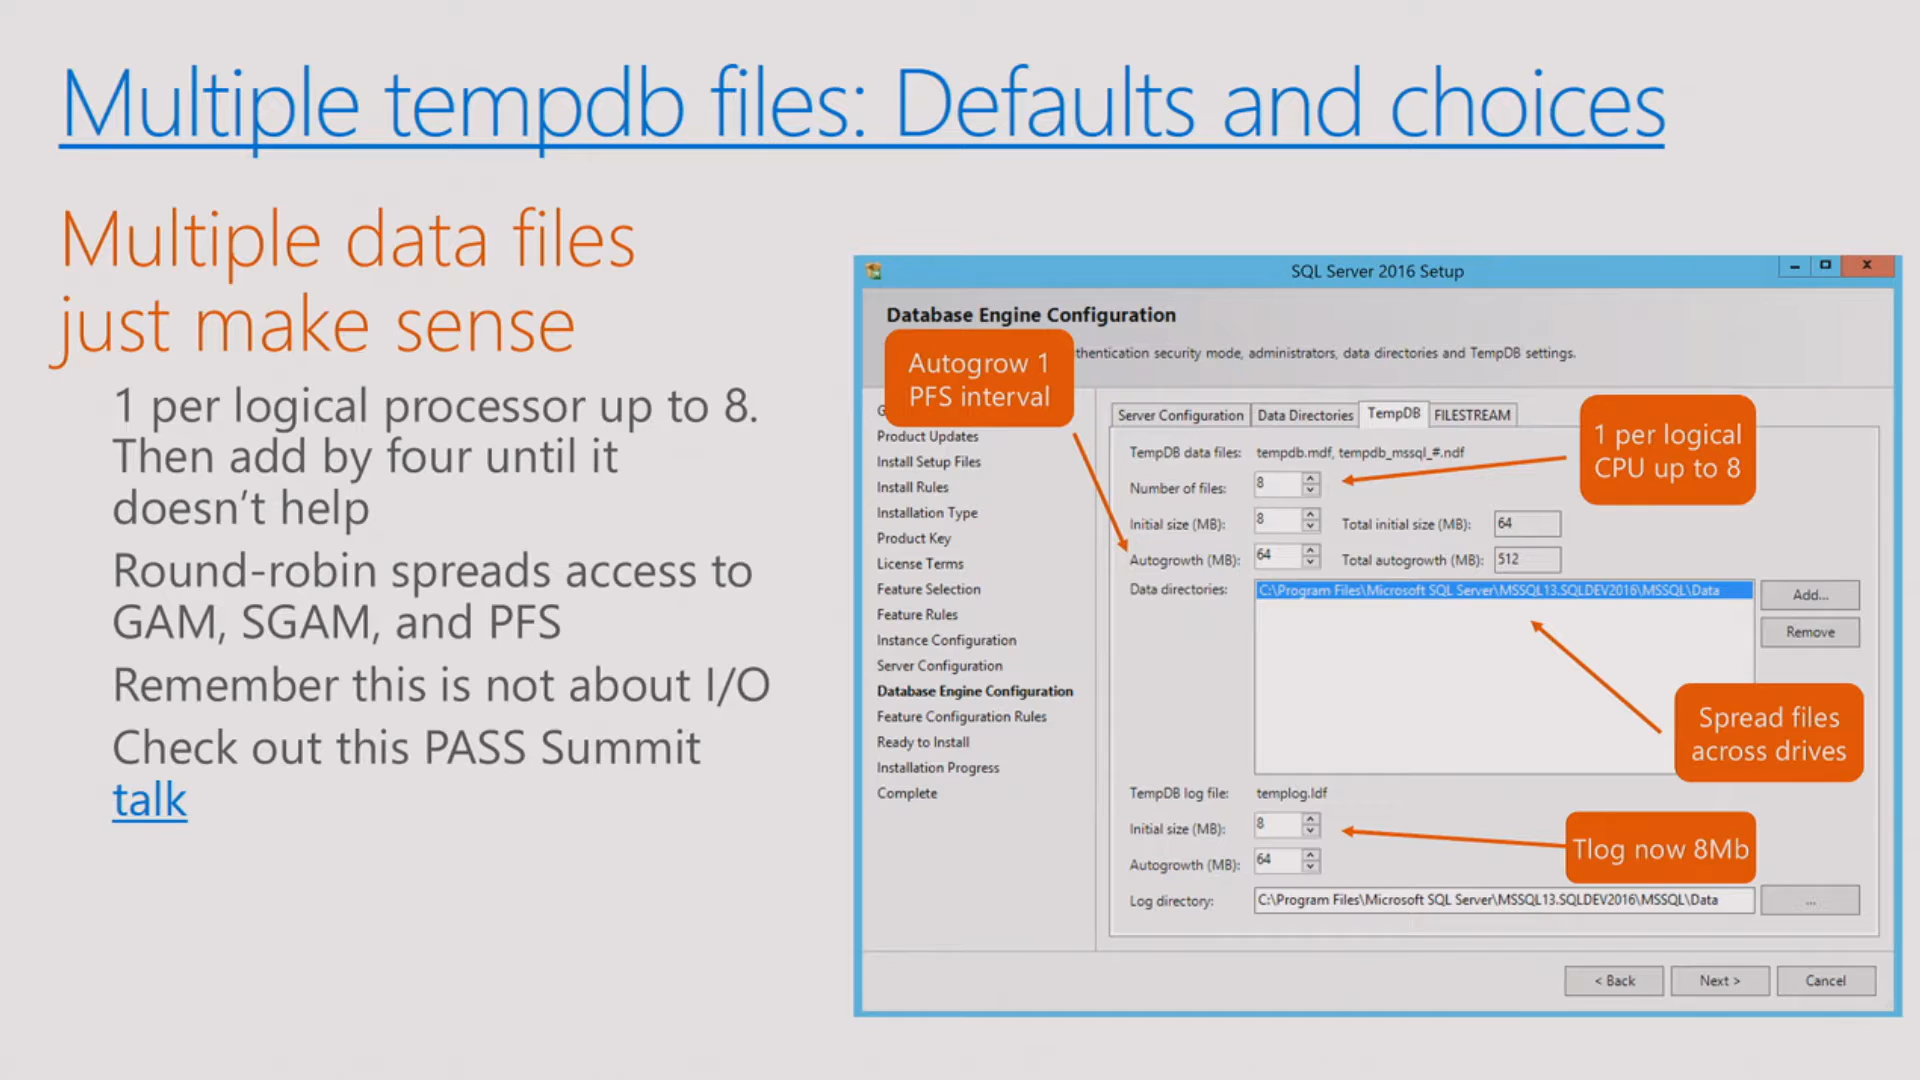 Multiple tempdb files: Defaults and choices
Multiple data files
just make sense
1 per logical processor up to 8.
Then add by four until it
doesn't help
Round-robin spreads access to
GAM, SGAM, and PFS
Remember this is not about I/O
Check out this PASS Summit
talk
SQL Server 2016 Setup
Database Engine Configuration
Autogrow 1
PFS interval
thentication security mode, administrators, data directories and TempDB settings.
G
Product Updates
Install Setup Files
Install Rules
Installation Type
Product Key
License Terms
Feature Selection
Feature Rules
Instance Configuration
Server Configuration
Database Engine Configuration
Feature Configuration Rules
Ready to Install
Installation Progress
Complete
Server Configuration Data Directories TempDB FILESTREAM
TempDB data files: tempdb.mdf, tempdb_mssql_#.ndf
Number of files: 8
1 per logical
CPU up to 8
Initial size (MB): 8 Total initial size (MB): 64
Autogrowth (MB): 64 Total autogrowth (MB): 512
Data directories: C:\Program Files\Microsoft SQL Server\MSSQL13.SQLDEV2016\MSSQL\Data Add...
Remove
Spread files
across drives
TempDB log file: templog.ldf
Initial size (MB): 8
Tlog now 8Mb
Autogrowth (MB): 64
Log directory: C:\Program Files\Microsoft SQL Server\MSSQL13.SQLDEV2016\MSSQL\Data ...
< Back Next > Cancel